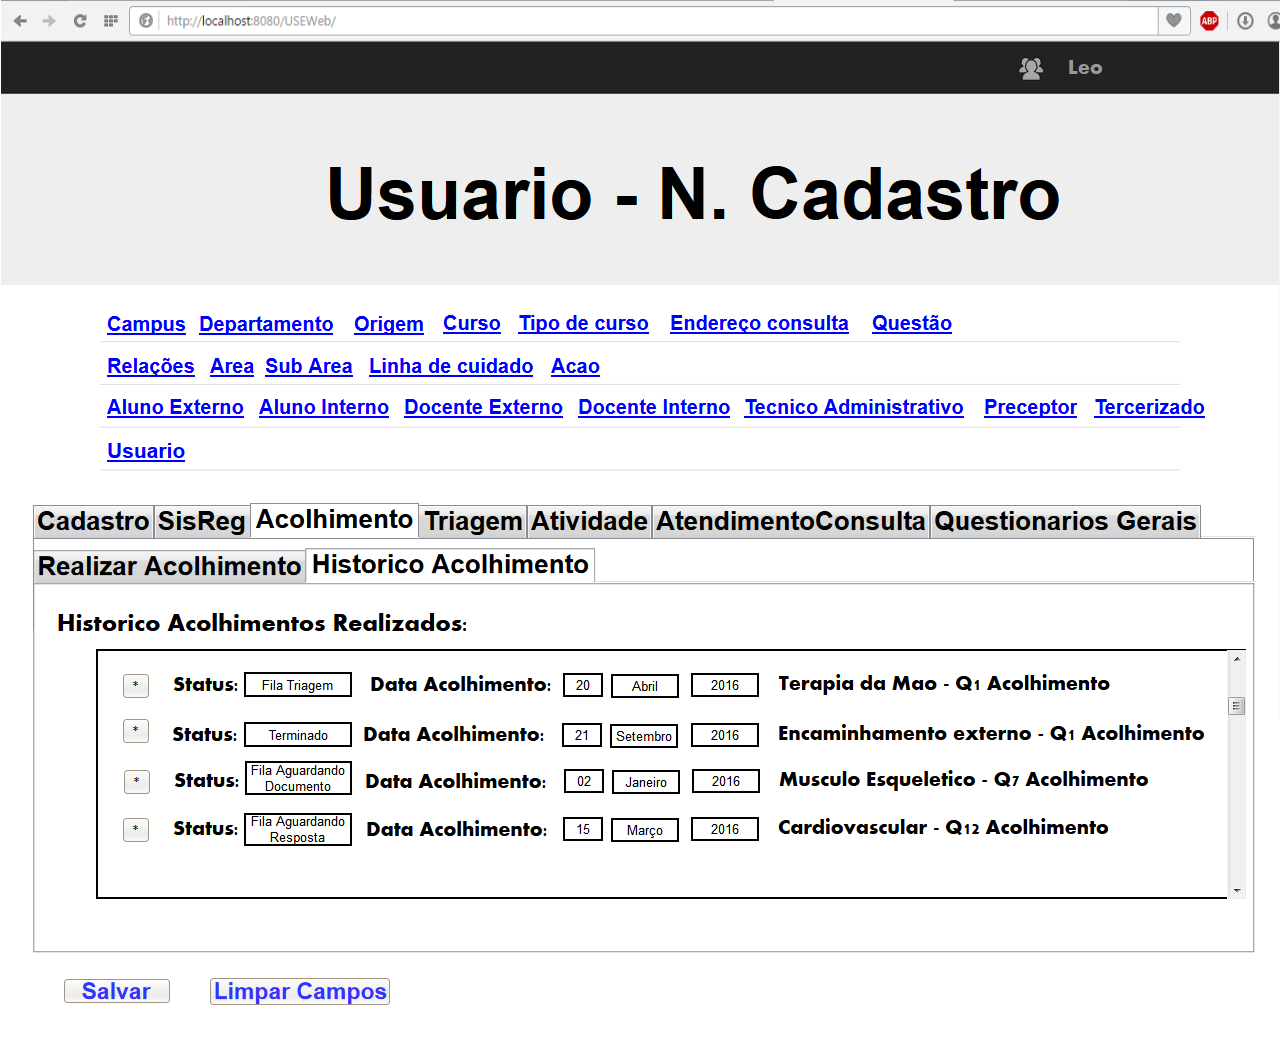 http://localhost:8080/USEWeb/
ABP
Leo
Usuario - N. Cadastro
Campus Departamento Origem Curso Tipo de curso Endereço consulta Questão
Relações Area Sub Area Linha de cuidado Acao
Aluno Externo Aluno Interno Docente Externo Docente Interno Tecnico Administrativo Preceptor Tercerizado
Usuario
Cadastro SisReg Acolhimento Triagem Atividade AtendimentoConsulta Questionarios Gerais
Realizar Acolhimento Historico Acolhimento
Historico Acolhimentos Realizados:
* Status: Fila Triagem Data Acolhimento: 20 Abril 2016 Terapia da Mao - Q1 Acolhimento
* Status: Terminado Data Acolhimento: 21 Setembro 2016 Encaminhamento externo - Q1 Acolhimento
* Status: Fila Aguardando Documento Data Acolhimento: 02 Janeiro 2016 Musculo Esqueletico - Q7 Acolhimento
* Status: Fila Aguardando Resposta Data Acolhimento: 15 Março 2016 Cardiovascular - Q12 Acolhimento
Salvar Limpar Campos